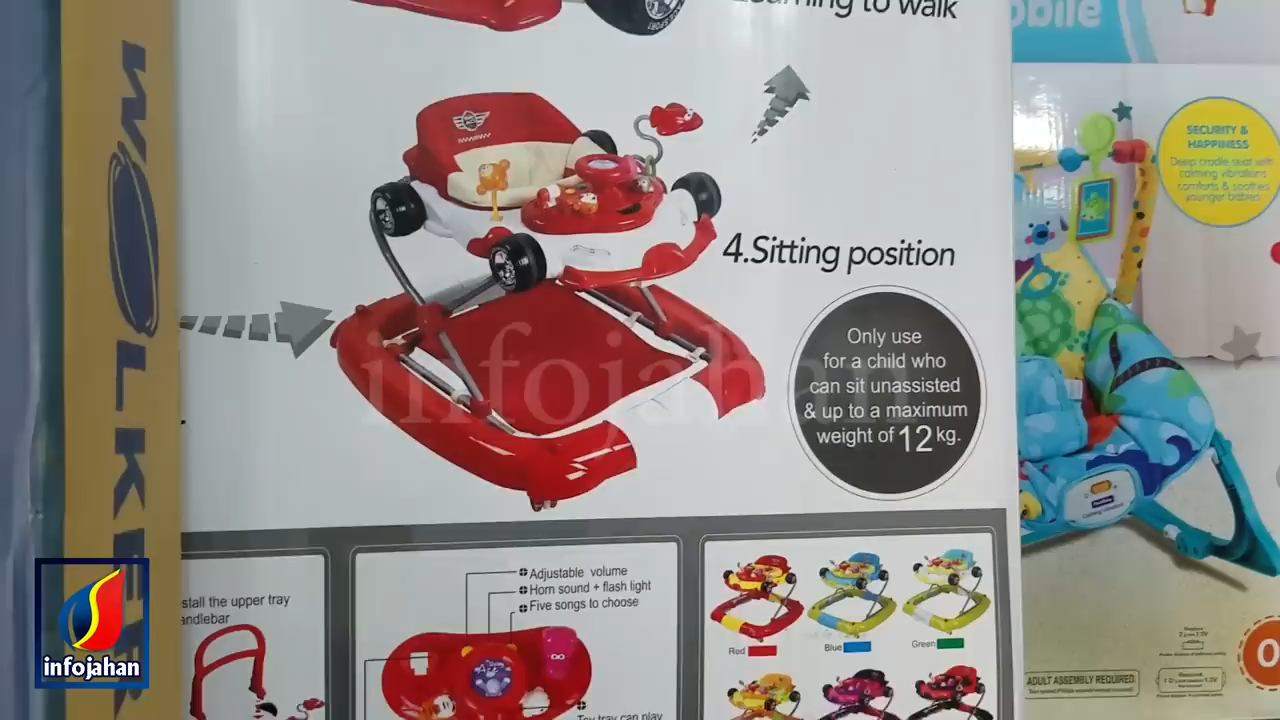 Learning to walk
WOLKER
4.Sitting position
Only use
for a child who
can sit unassisted
& up to a maximum
weight of 12 kg.
infojahan
stall the upper tray
andlebar
Adjustable volume
Horn sound + flash light
Five songs to choose
Toy tray can play
Red
Blue
Green
obile
SECURITY &
HAPPINESS
Deep cradle seat with
calming vibrations
comforts & soothes
younger babies
ADULT ASSEMBLY REQUIRED
infojahan